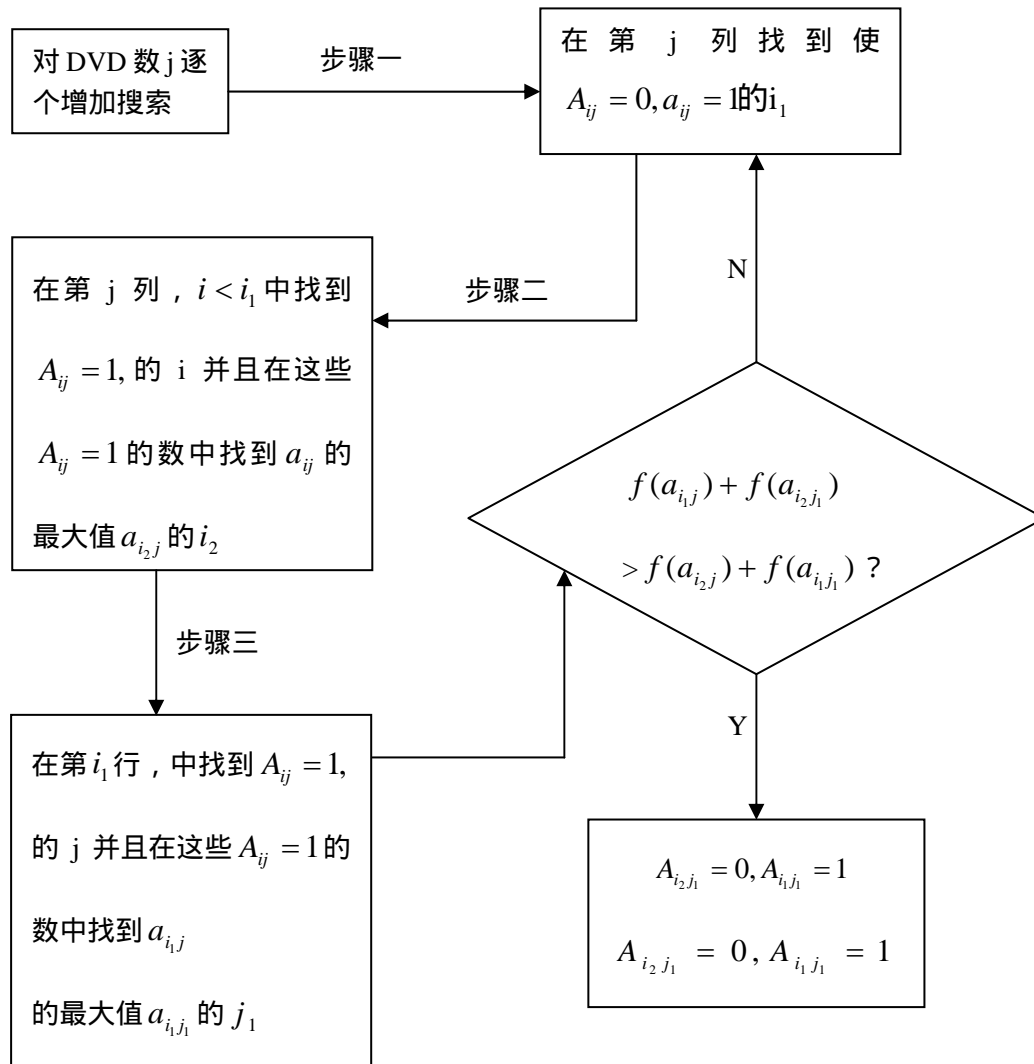 对 DVD 数 j 逐
个增加搜索
步骤一
在 第 j 列 找 到 使
A_{ij} = 0, a_{ij} = 1的i_1
步骤二
在第 j 列，i < i_1 中找到
A_{ij} = 1, 的 i 并且在这些
A_{ij} = 1 的数中找到 a_{ij} 的
最大值 a_{i_2 j} 的 i_2
步骤三
在第 i_1 行，中找到 A_{ij} = 1,
的 j 并且在这些 A_{ij} = 1 的
数中找到 a_{i_1 j}
的最大值 a_{i_1 j_1} 的 j_1
N
f(a_{i_1 j}) + f(a_{i_2 j_1})
> f(a_{i_2 j}) + f(a_{i_1 j_1}) ？
Y
A_{i_2 j_1} = 0, A_{i_1 j_1} = 1
A_{i_2 j_1} = 0, A_{i_1 j_1} = 1